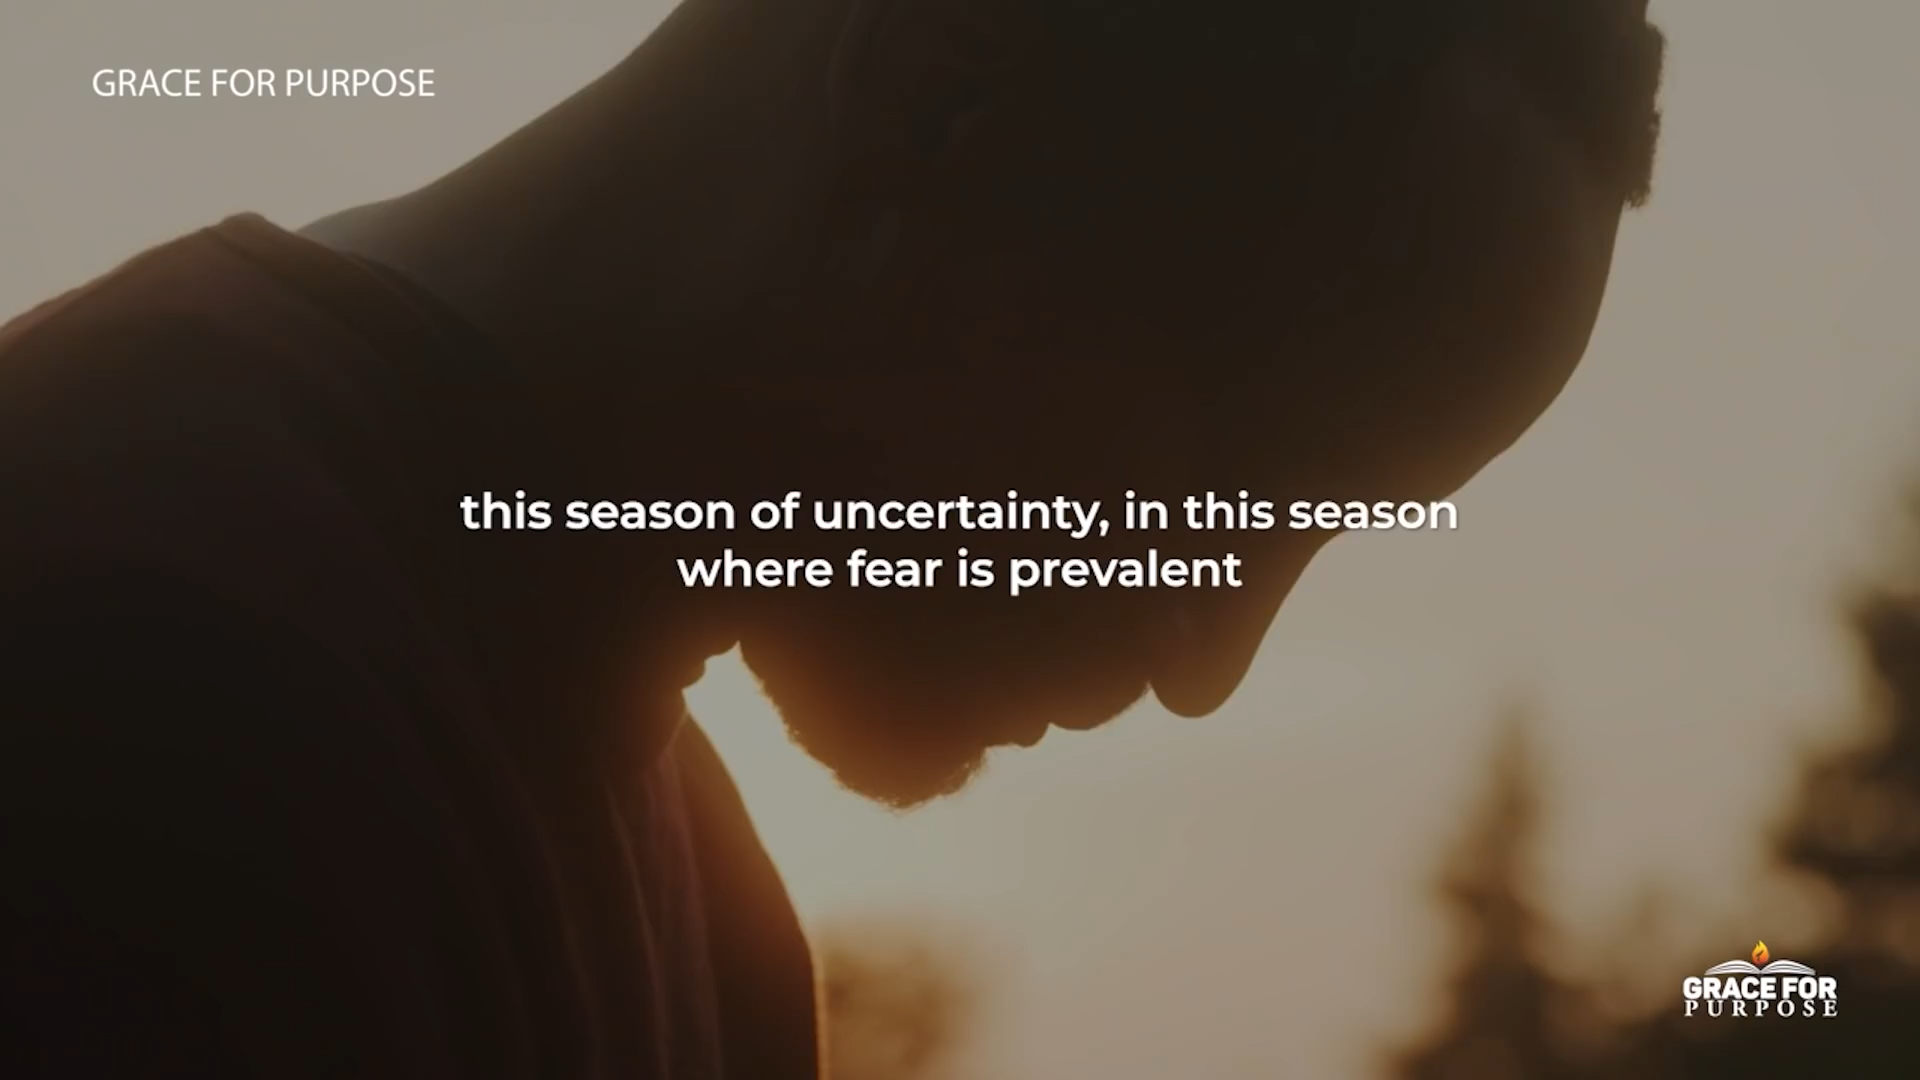 GRACE FOR PURPOSE
this season of uncertainty, in this season
where fear is prevalent
GRACE FOR
PURPOSE